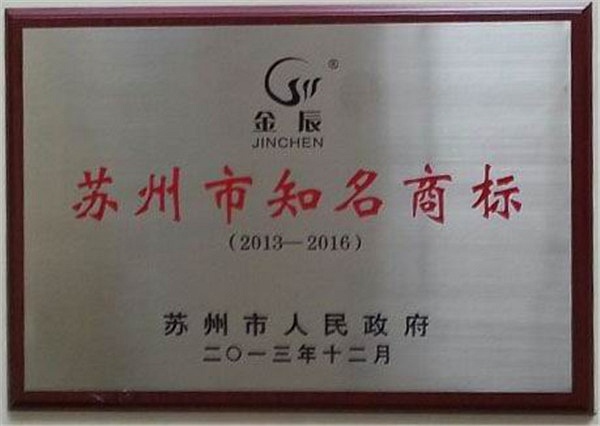 ®
金辰
JINCHEN
苏州市知名商标
(2013—2016)
苏州市人民政府
二〇一三年十二月